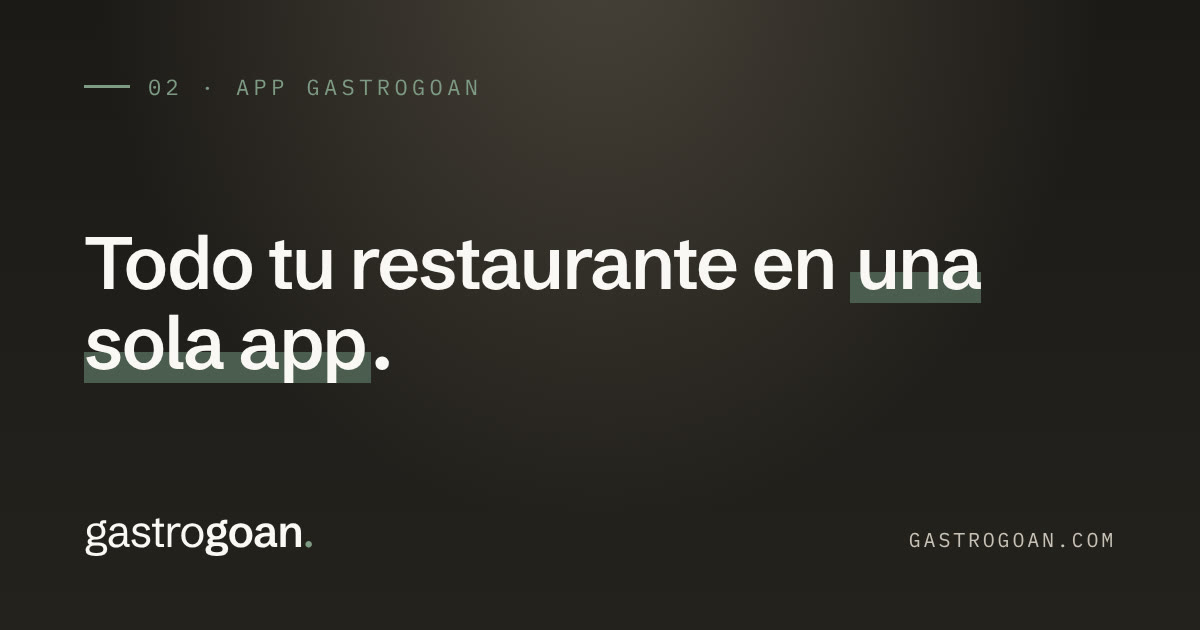 02 · APP GASTROGOAN
Todo tu restaurante en una
sola app.
gastrogoan.
GASTROGOAN.COM